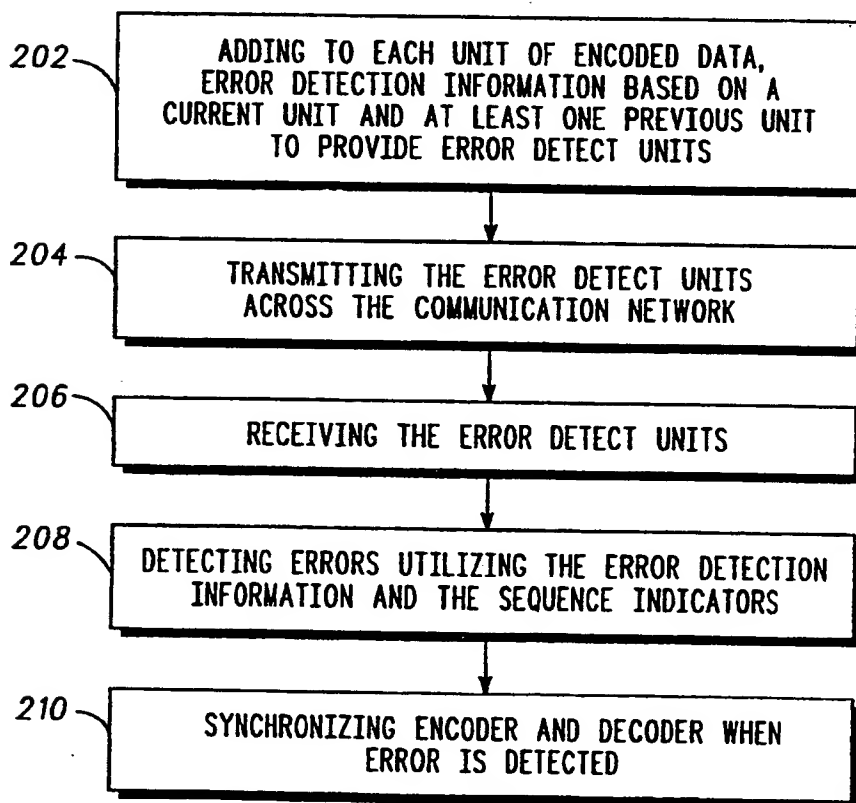 202
ADDING TO EACH UNIT OF ENCODED DATA,
ERROR DETECTION INFORMATION BASED ON A
CURRENT UNIT AND AT LEAST ONE PREVIOUS UNIT
TO PROVIDE ERROR DETECT UNITS
204
TRANSMITTING THE ERROR DETECT UNITS
ACROSS THE COMMUNICATION NETWORK
206
RECEIVING THE ERROR DETECT UNITS
208
DETECTING ERRORS UTILIZING THE ERROR DETECTION
INFORMATION AND THE SEQUENCE INDICATORS
210
SYNCHRONIZING ENCODER AND DECODER WHEN
ERROR IS DETECTED